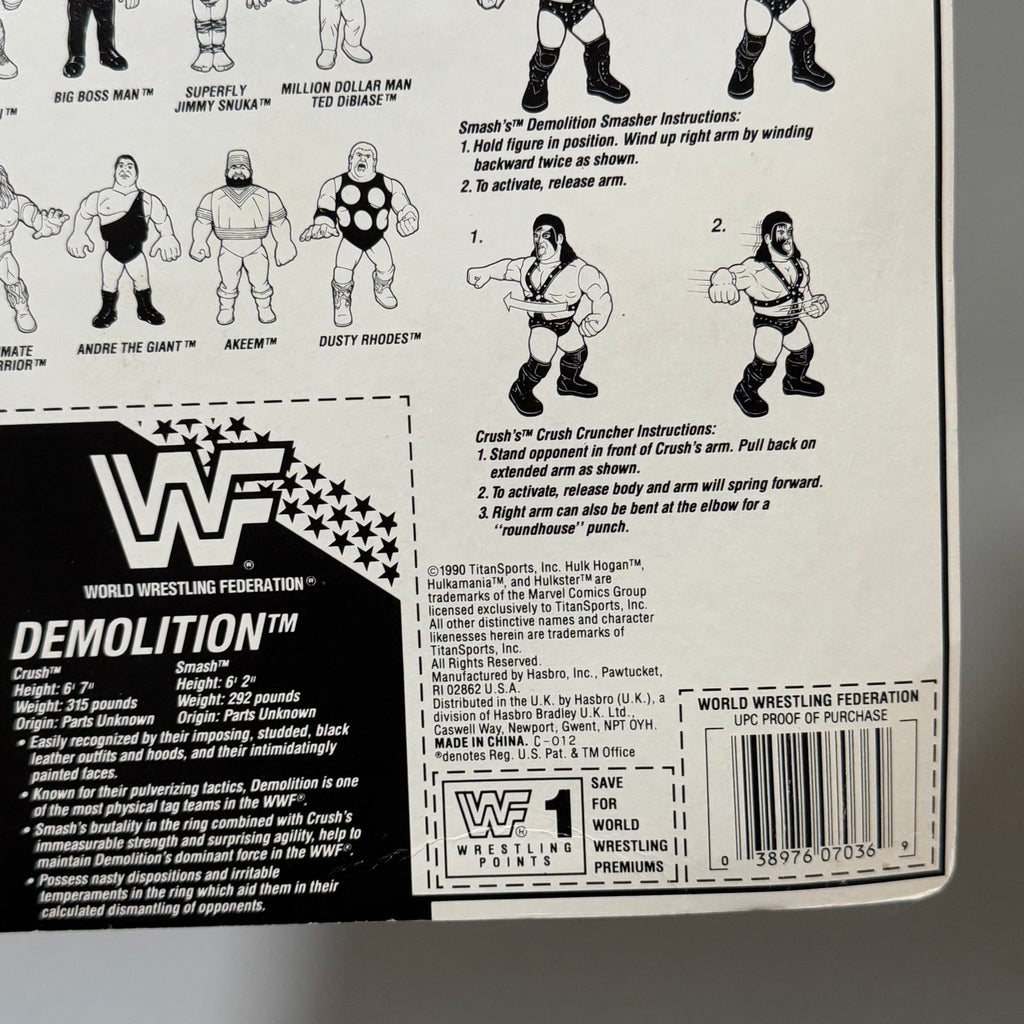 BIG BOSS MAN™
SUPERFLY
JIMMY SNUKA™
MILLION DOLLAR MAN
TED DiBIASE™
ANDRE THE GIANT™
AKEEM™
DUSTY RHODES™
Smash's™ Demolition Smasher Instructions:
1. Hold figure in position. Wind up right arm by winding
backward twice as shown.
2. To activate, release arm.
1.
2.
Crush's™ Crush Cruncher Instructions:
1. Stand opponent in front of Crush's arm. Pull back on
extended arm as shown.
2. To activate, release body and arm will spring forward.
3. Right arm can also be bent at the elbow for a
"roundhouse" punch.
WF®
WORLD WRESTLING FEDERATION®
DEMOLITION™
Crush™
Height: 6' 7"
Weight: 315 pounds
Origin: Parts Unknown
Smash™
Height: 6' 2"
Weight: 292 pounds
Origin: Parts Unknown
• Easily recognized by their imposing, studded, black
leather outfits and hoods, and their intimidatingly
painted faces.
• Known for their pulverizing tactics, Demolition is one
of the most physical tag teams in the WWF®.
• Smash's brutality in the ring combined with Crush's
immeasurable strength and surprising agility, help to
maintain Demolition's dominant force in the WWF®.
• Possess nasty dispositions and irritable
temperaments in the ring which aid them in their
calculated dismantling of opponents.
©1990 TitanSports, Inc. Hulk Hogan™,
Hulkamania™, and Hulkster™ are
trademarks of the Marvel Comics Group
licensed exclusively to TitanSports, Inc.
All other distinctive names and character
likenesses herein are trademarks of
TitanSports, Inc.
All Rights Reserved.
Manufactured by Hasbro, Inc., Pawtucket,
RI 02862 U.S.A.
Distributed in the U.K. by Hasbro (U.K.), a
division of Hasbro Bradley U.K. Ltd.,
Caswell Way, Newport, Gwent, NPT OYH.
MADE IN CHINA. C-012
®denotes Reg. U.S. Pat. & TM Office
WF® 1
WRESTLING
POINTS
SAVE
FOR
WORLD
WRESTLING
PREMIUMS
WORLD WRESTLING FEDERATION
UPC PROOF OF PURCHASE
0 38976 07036 9